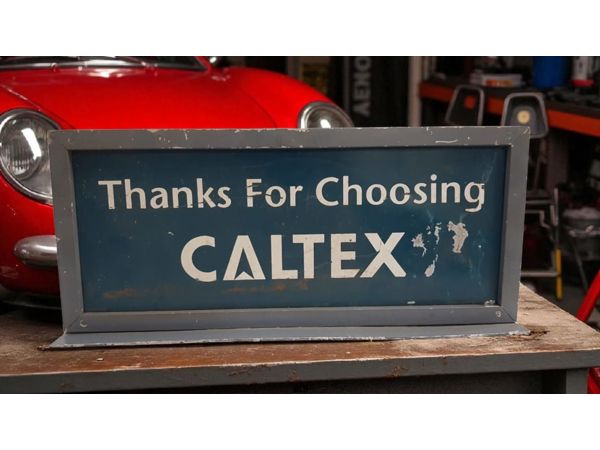 Thanks For Choosing
CALTEX